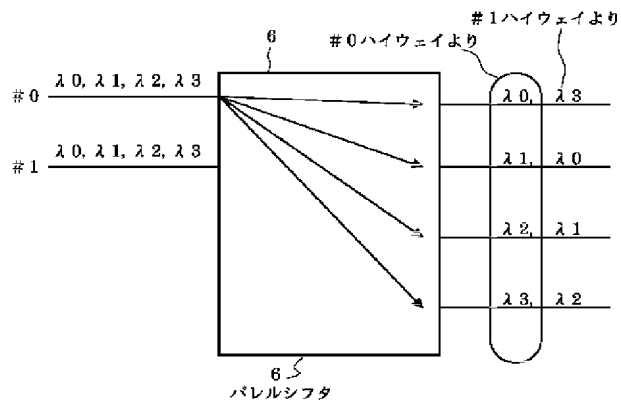 #1ハイウェイより
#0ハイウェイより
6
#0 λ0, λ1, λ2, λ3
λ0, λ3
#1 λ0, λ1, λ2, λ3
λ1, λ0
λ2, λ1
λ3, λ2
6
バレルシフタ